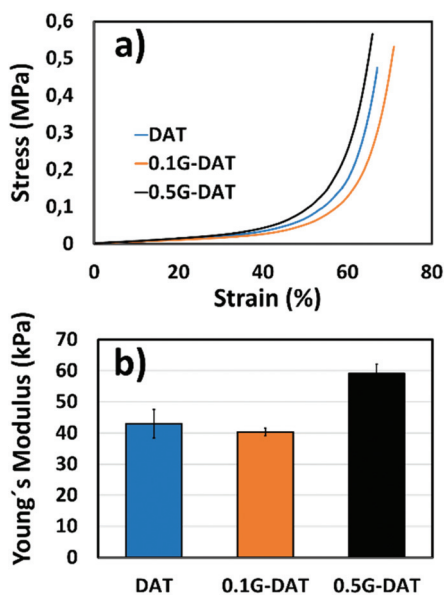 a)
Stress (MPa)
0,6
0,5
0,4
0,3
0,2
0,1
0
DAT
0.1G-DAT
0.5G-DAT
0 20 40 60 80
Strain (%)
b)
Young´s Modulus (kPa)
70
60
50
40
30
20
10
0
DAT 0.1G-DAT 0.5G-DAT